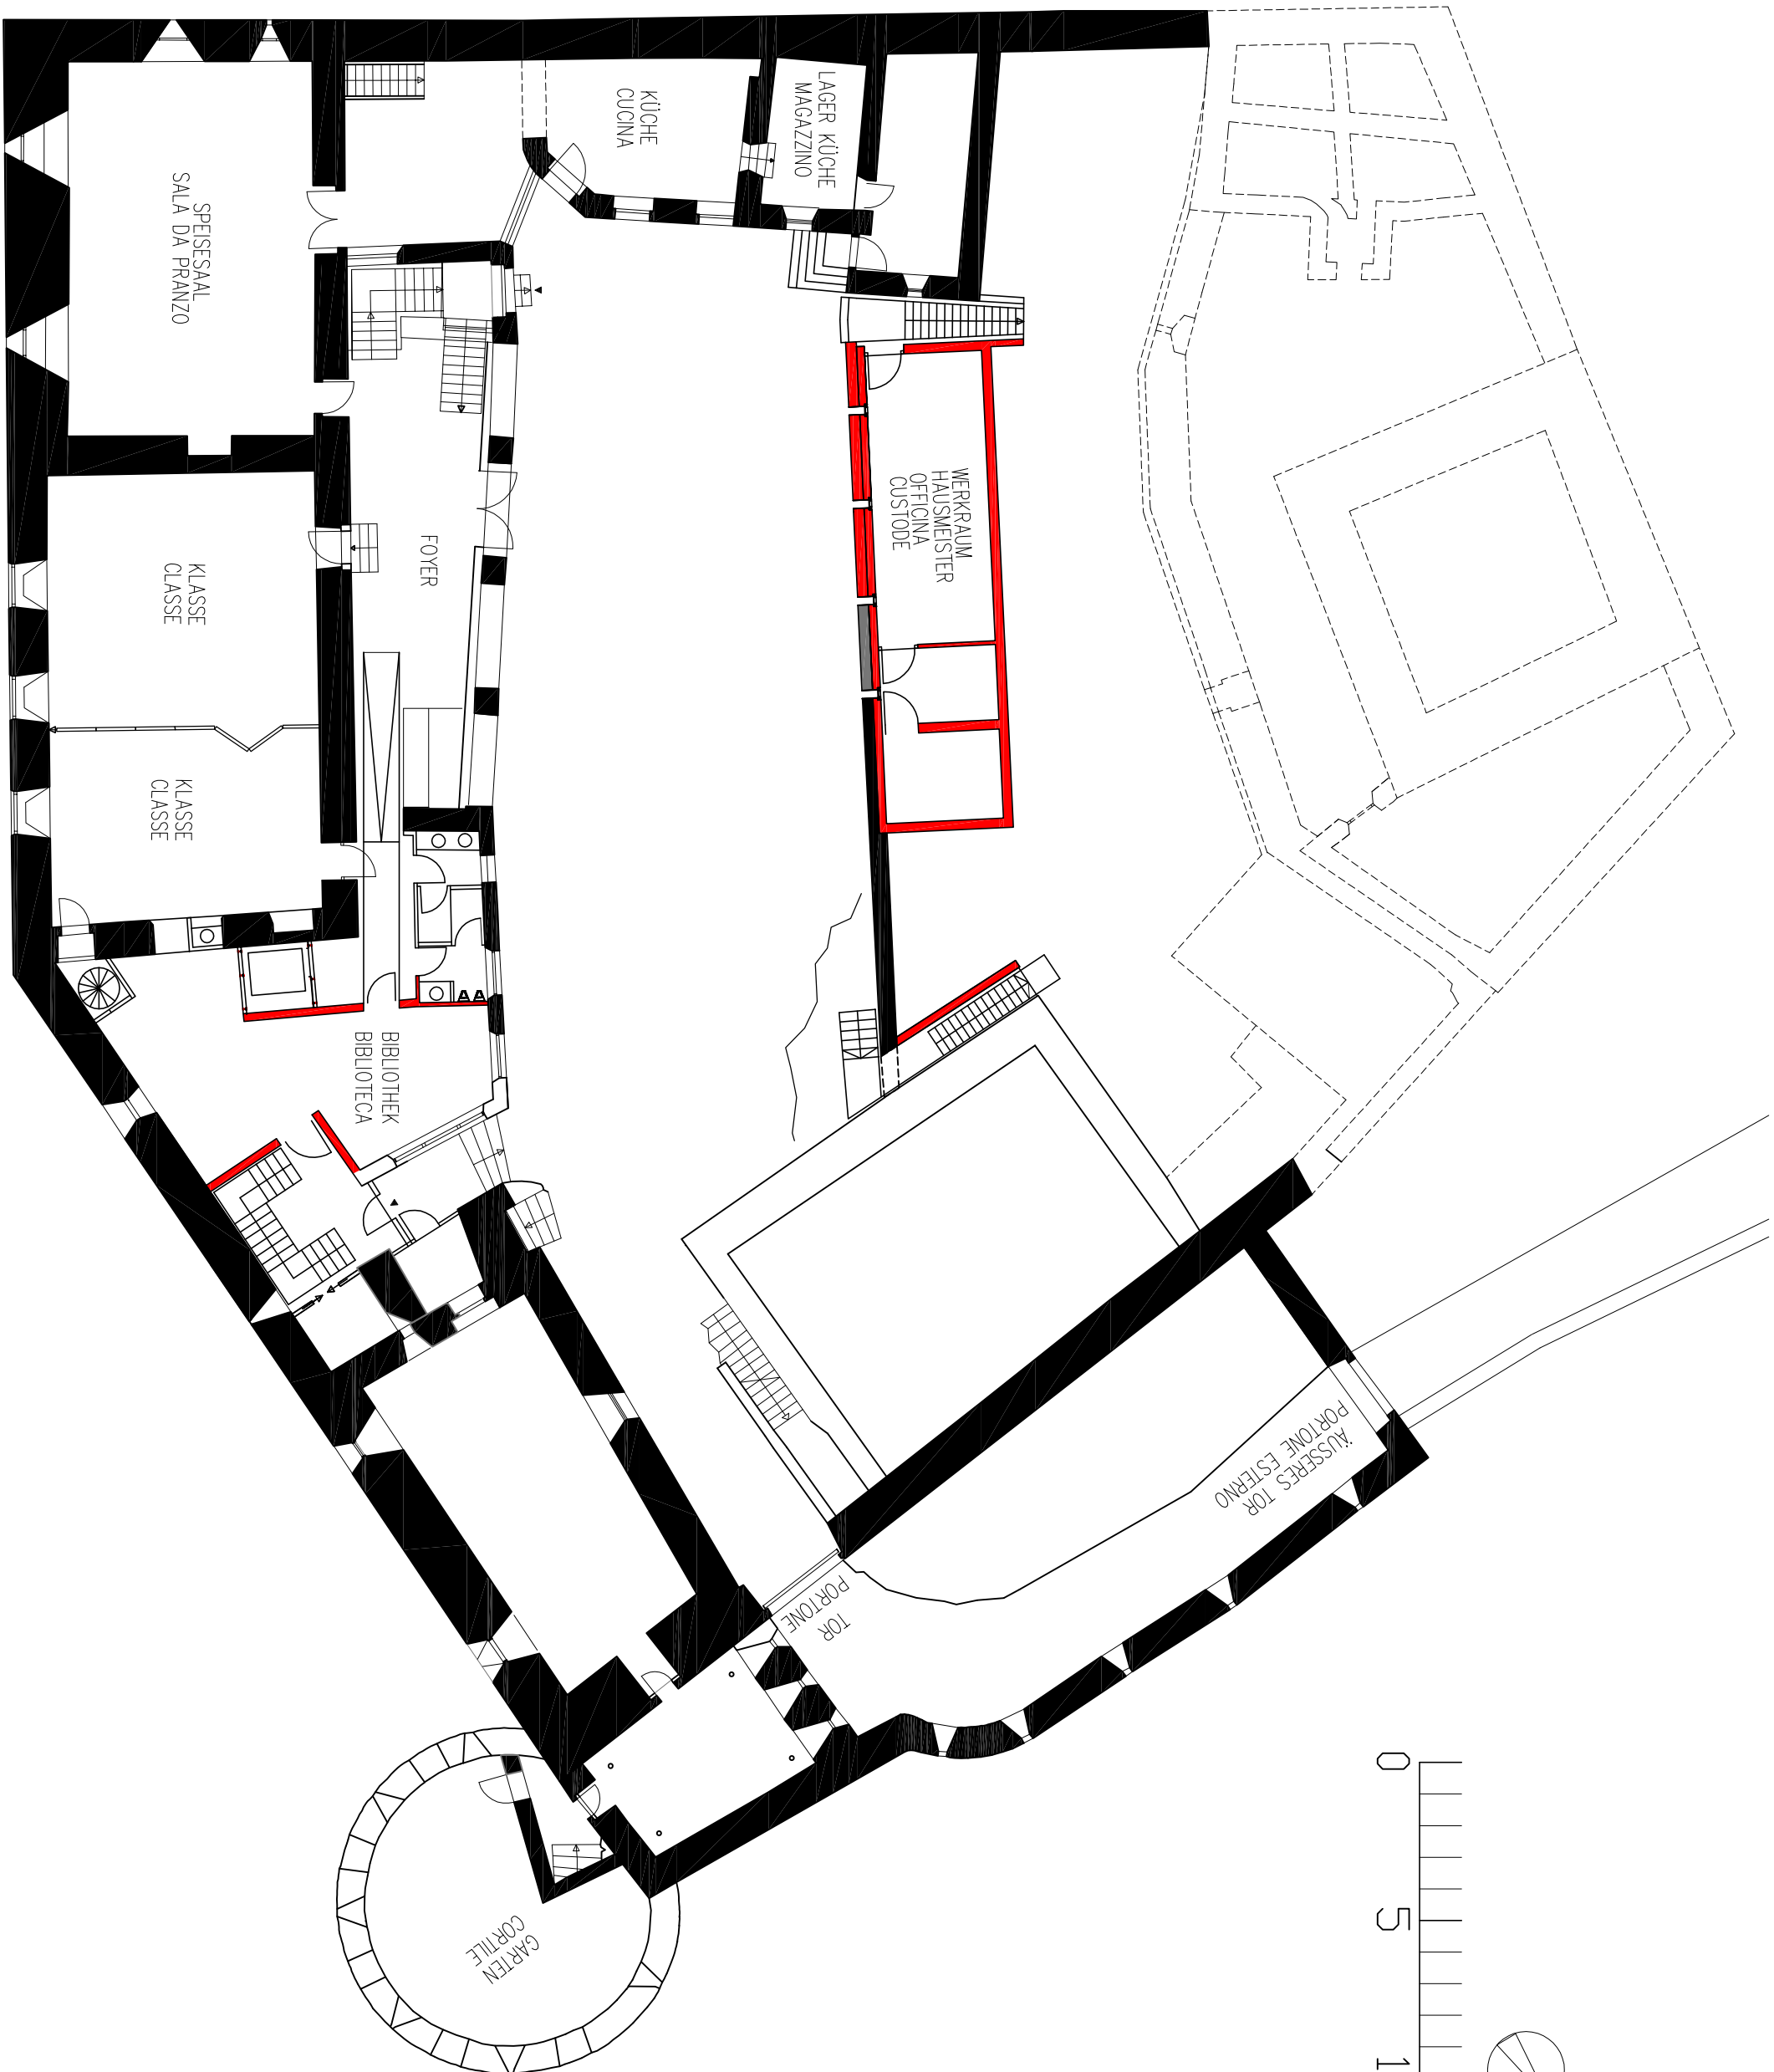 LAGER KÜCHE
MAGAZZINO
KÜCHE
CUCINA
SPEISESAAL
SALA DA PRANZO
WERKRAUM
HAUSMEISTER
OFFICINA
CUSTODE
FOYER
KLASSE
CLASSE
KLASSE
CLASSE
AA
BIBLIOTHEK
BIBLIOTECA
ÄUSSERES TOR
PORTONE ESTERNO
TOR
PORTONE
GARTEN
CORTILE
0
5
1